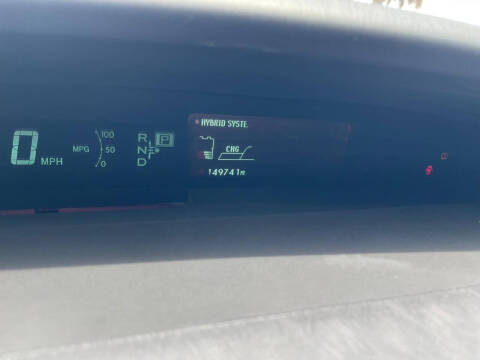 0 MPH
MPG
100
50
0
R
N
D
P
HYBRID SYSTE
CHG
149741